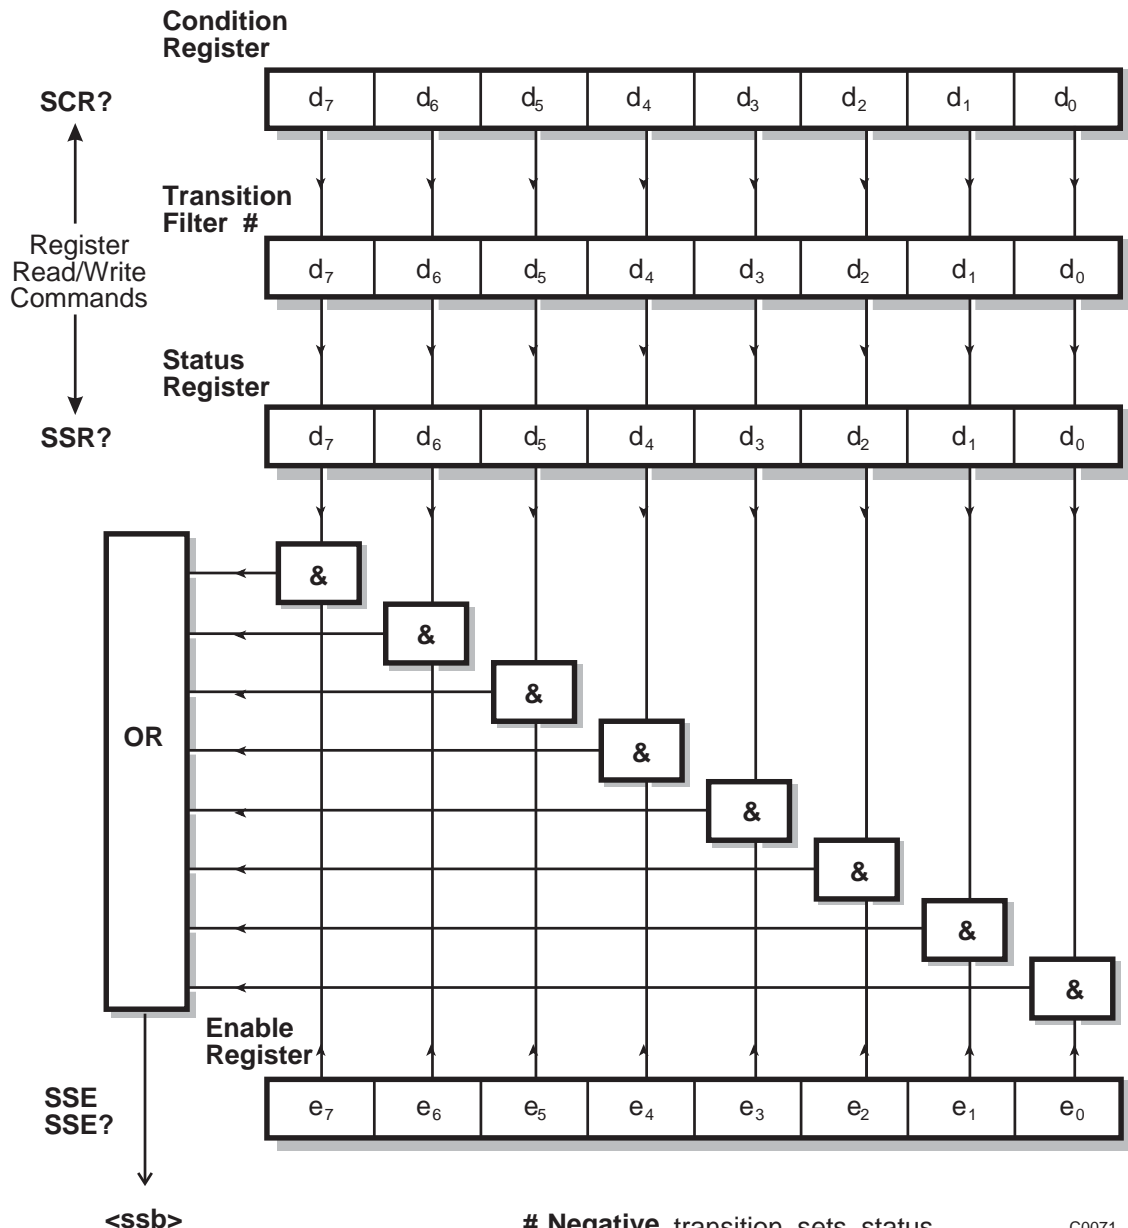 Condition
Register
SCR?
d7 d6 d5 d4 d3 d2 d1 d0
Transition
Filter #
Register
Read/Write
Commands
d7 d6 d5 d4 d3 d2 d1 d0
Status
Register
SSR?
d7 d6 d5 d4 d3 d2 d1 d0
&
&
&
OR
&
&
&
&
&
Enable
Register
SSE
SSE?
e7 e6 e5 e4 e3 e2 e1 e0
<ssb>
# Negative transition sets status
C0071